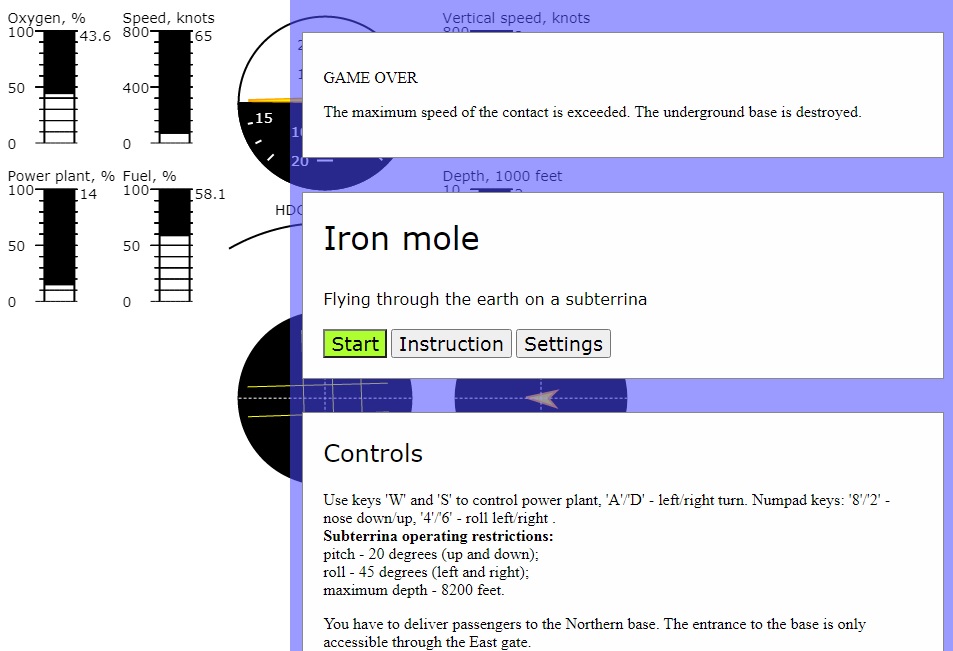 Oxygen, %
100
43.6
50
0
Speed, knots
800
65
400
0
15
20
Vertical speed, knots
Power plant, %
100
14
50
0
Fuel, %
100
58.1
50
0
Depth, 1000 feet
10
GAME OVER
The maximum speed of the contact is exceeded. The underground base is destroyed.
Iron mole
Flying through the earth on a subterrina
Start Instruction Settings
Controls
Use keys 'W' and 'S' to control power plant, 'A'/'D' - left/right turn. Numpad keys: '8'/'2' -
nose down/up, '4'/'6' - roll left/right .
Subterrina operating restrictions:
pitch - 20 degrees (up and down);
roll - 45 degrees (left and right);
maximum depth - 8200 feet.
You have to deliver passengers to the Northern base. The entrance to the base is only
accessible through the East gate.